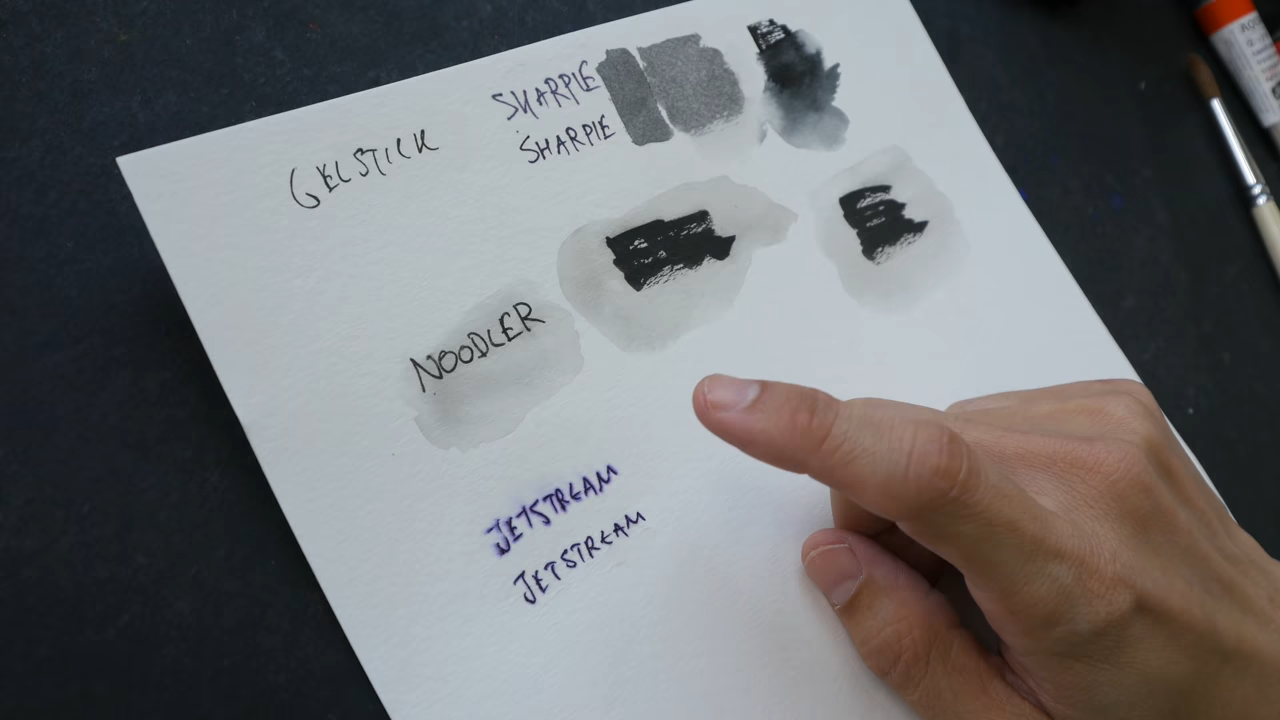 SHARPIE
SHARPIE
GELSTICK
NOODLER
JETSTREAM
JETSTREAM